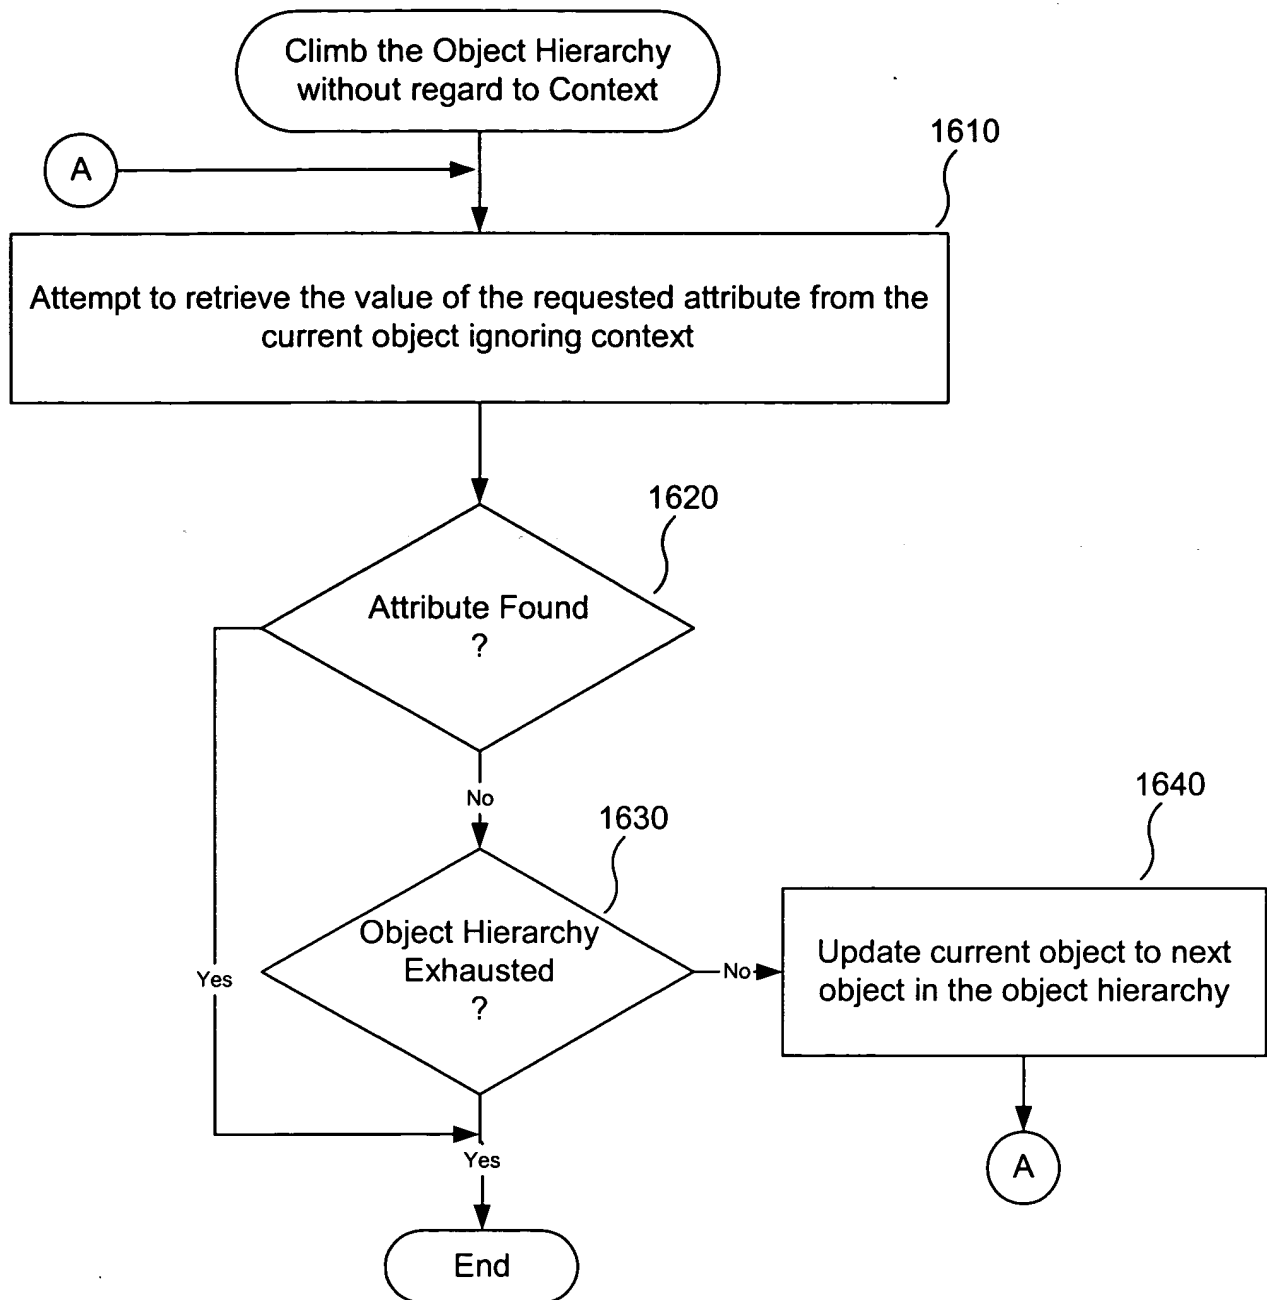 Climb the Object Hierarchy
without regard to Context
A
1610
Attempt to retrieve the value of the requested attribute from the
current object ignoring context
1620
Attribute Found
?
No
1630
1640
Object Hierarchy
Exhausted
?
Yes
No
Update current object to next
object in the object hierarchy
Yes
A
End